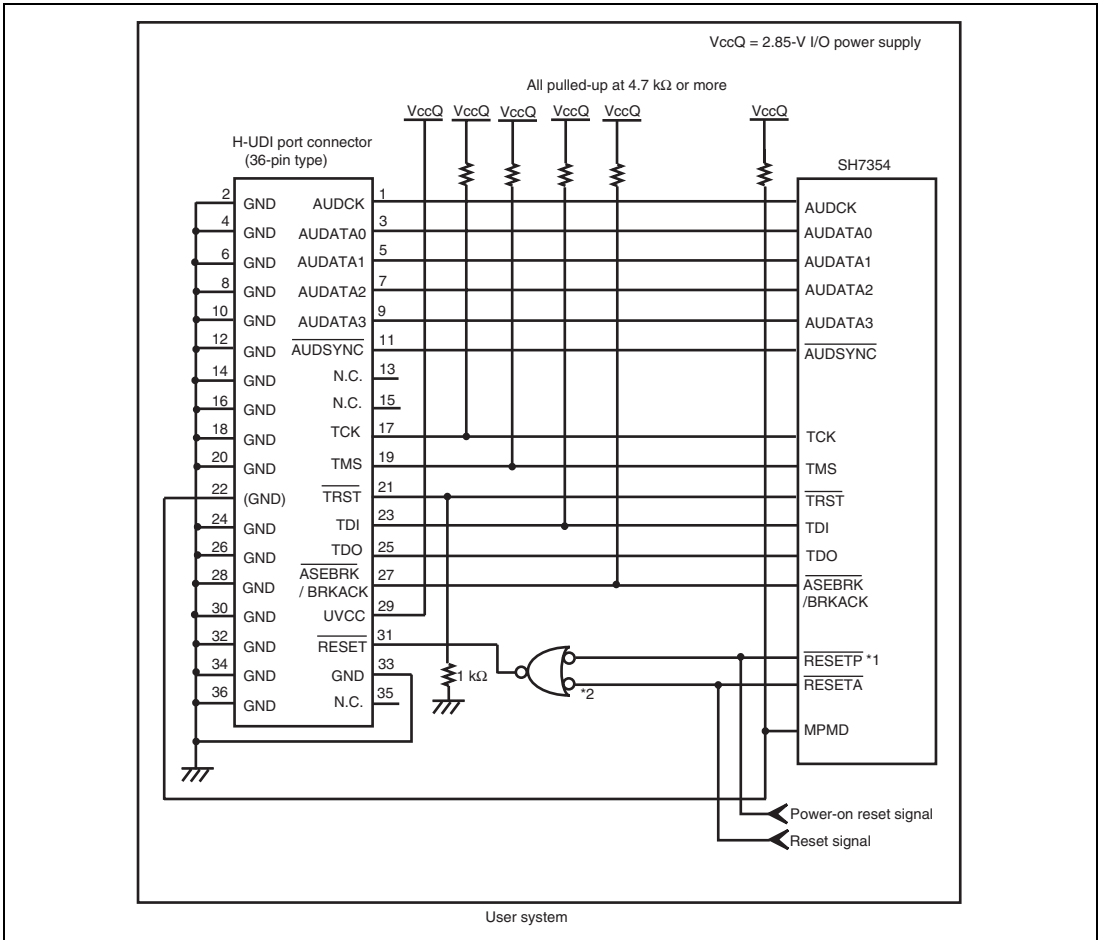 VccQ = 2.85-V I/O power supply
All pulled-up at 4.7 kΩ or more
VccQ VccQ VccQ VccQ VccQ VccQ
H-UDI port connector
(36-pin type)
SH7354
2 GND AUDCK 1 AUDCK
4 GND AUDATA0 3 AUDATA0
6 GND AUDATA1 5 AUDATA1
8 GND AUDATA2 7 AUDATA2
10 GND AUDATA3 9 AUDATA3
12 GND AUDSYNC 11 AUDSYNC
14 GND N.C. 13
16 GND N.C. 15
18 GND TCK 17 TCK
20 GND TMS 19 TMS
22 (GND) TRST 21 TRST
24 GND TDI 23 TDI
26 GND TDO 25 TDO
28 GND ASEBRK / BRKACK 27 ASEBRK /BRKACK
30 GND UVCC 29
32 GND RESET 31 RESETP *1
34 GND GND 33 1 kΩ *2 RESETA
36 GND N.C. 35
MPMD
Power-on reset signal
Reset signal
User system